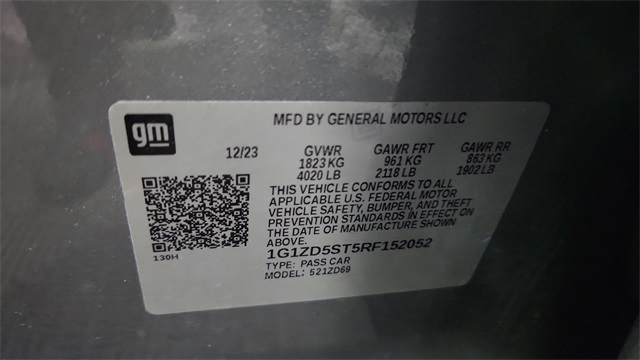 gm
MFD BY GENERAL MOTORS LLC
12/23 GVWR GAWR FRT GAWR RR
1823 KG 961 KG 863 KG
4020 LB 2118 LB 1902 LB
THIS VEHICLE CONFORMS TO ALL
APPLICABLE U.S. FEDERAL MOTOR
VEHICLE SAFETY, BUMPER, AND THEFT
PREVENTION STANDARDS IN EFFECT ON
THE DATE OF MANUFACTURE SHOWN
ABOVE.
1G1ZD5ST5RF152052
TYPE: PASS CAR
MODEL: 521ZD69
130H